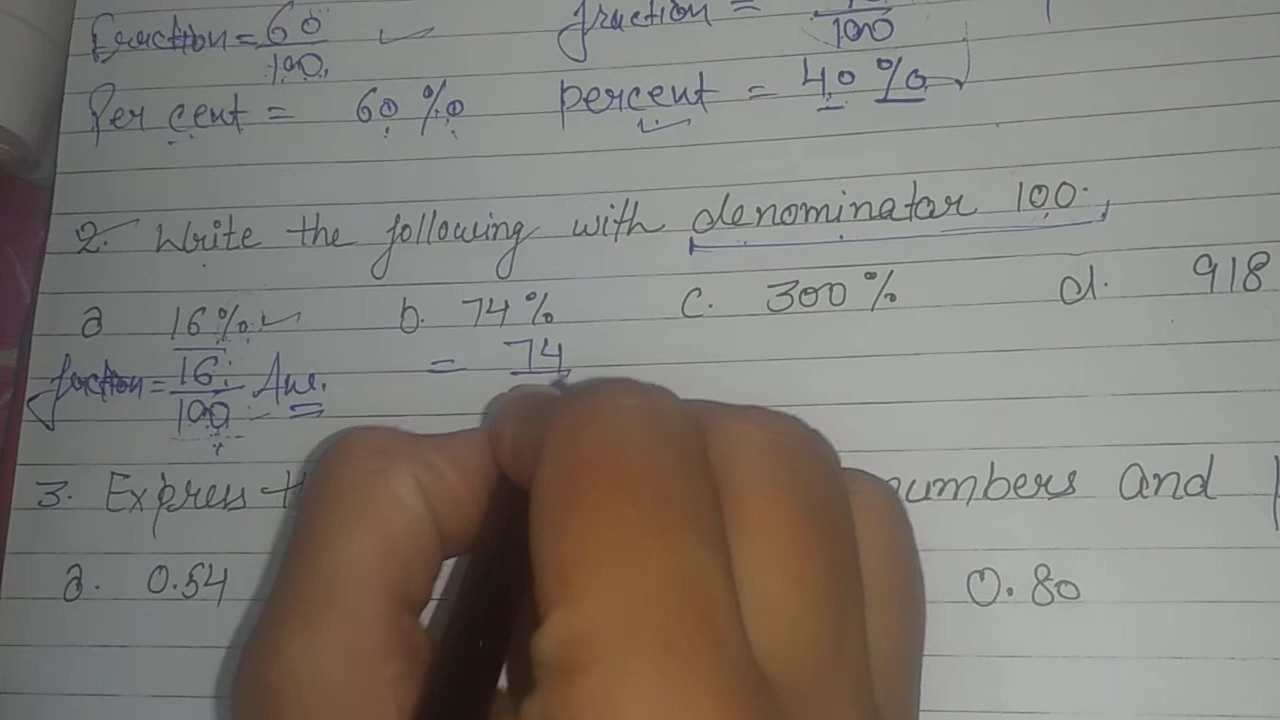 fraction = 60/100 fraction = /100
Per cent = 60% percent = 40%
2. Write the following with denominatar 100.
a 16% b. 74% c. 300% d. 918
fraction = 16/100 Ans. = 74
3. Express numbers and
a. 0.54 0.80